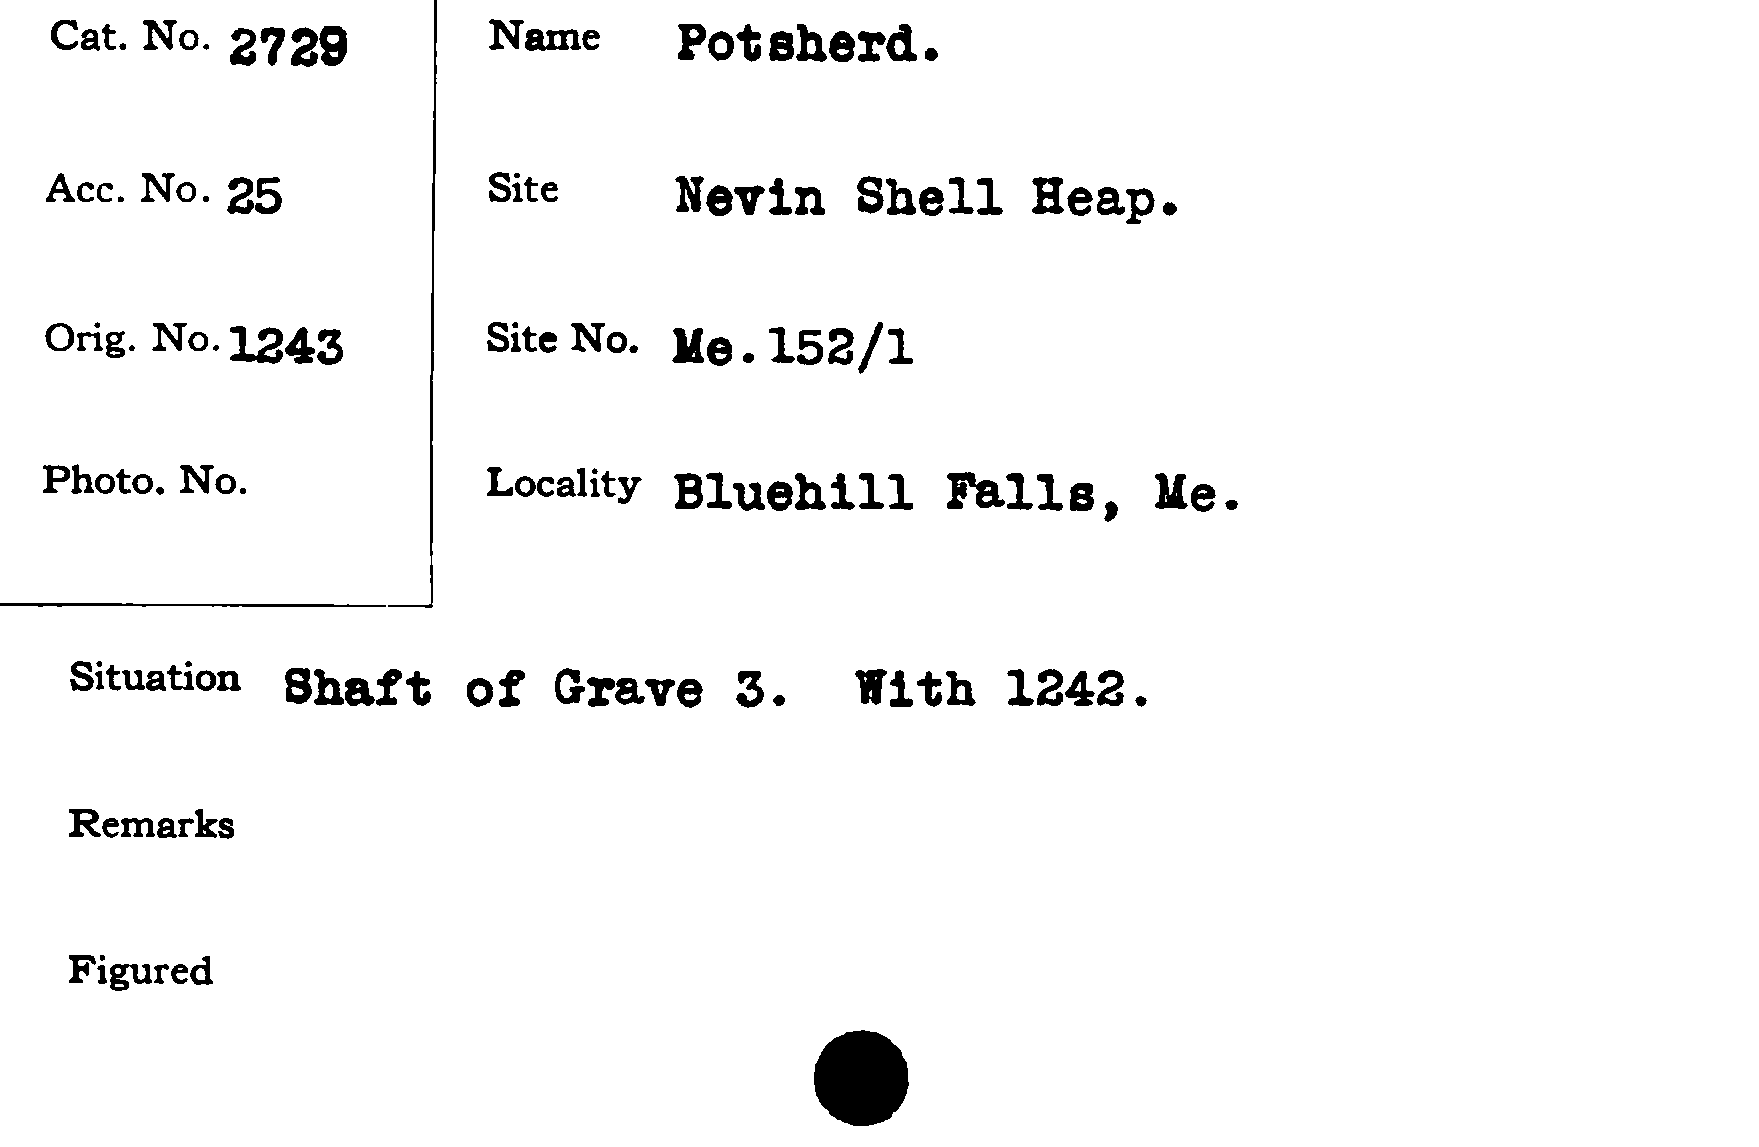 Cat. No. 2729
Name Potsherd.
Acc. No. 25
Site Nevin Shell Heap.
Orig. No. 1243
Site No. Me.152/1
Photo. No.
Locality Bluehill Falls, Me.
Situation Shaft of Grave 3. With 1242.
Remarks
Figured